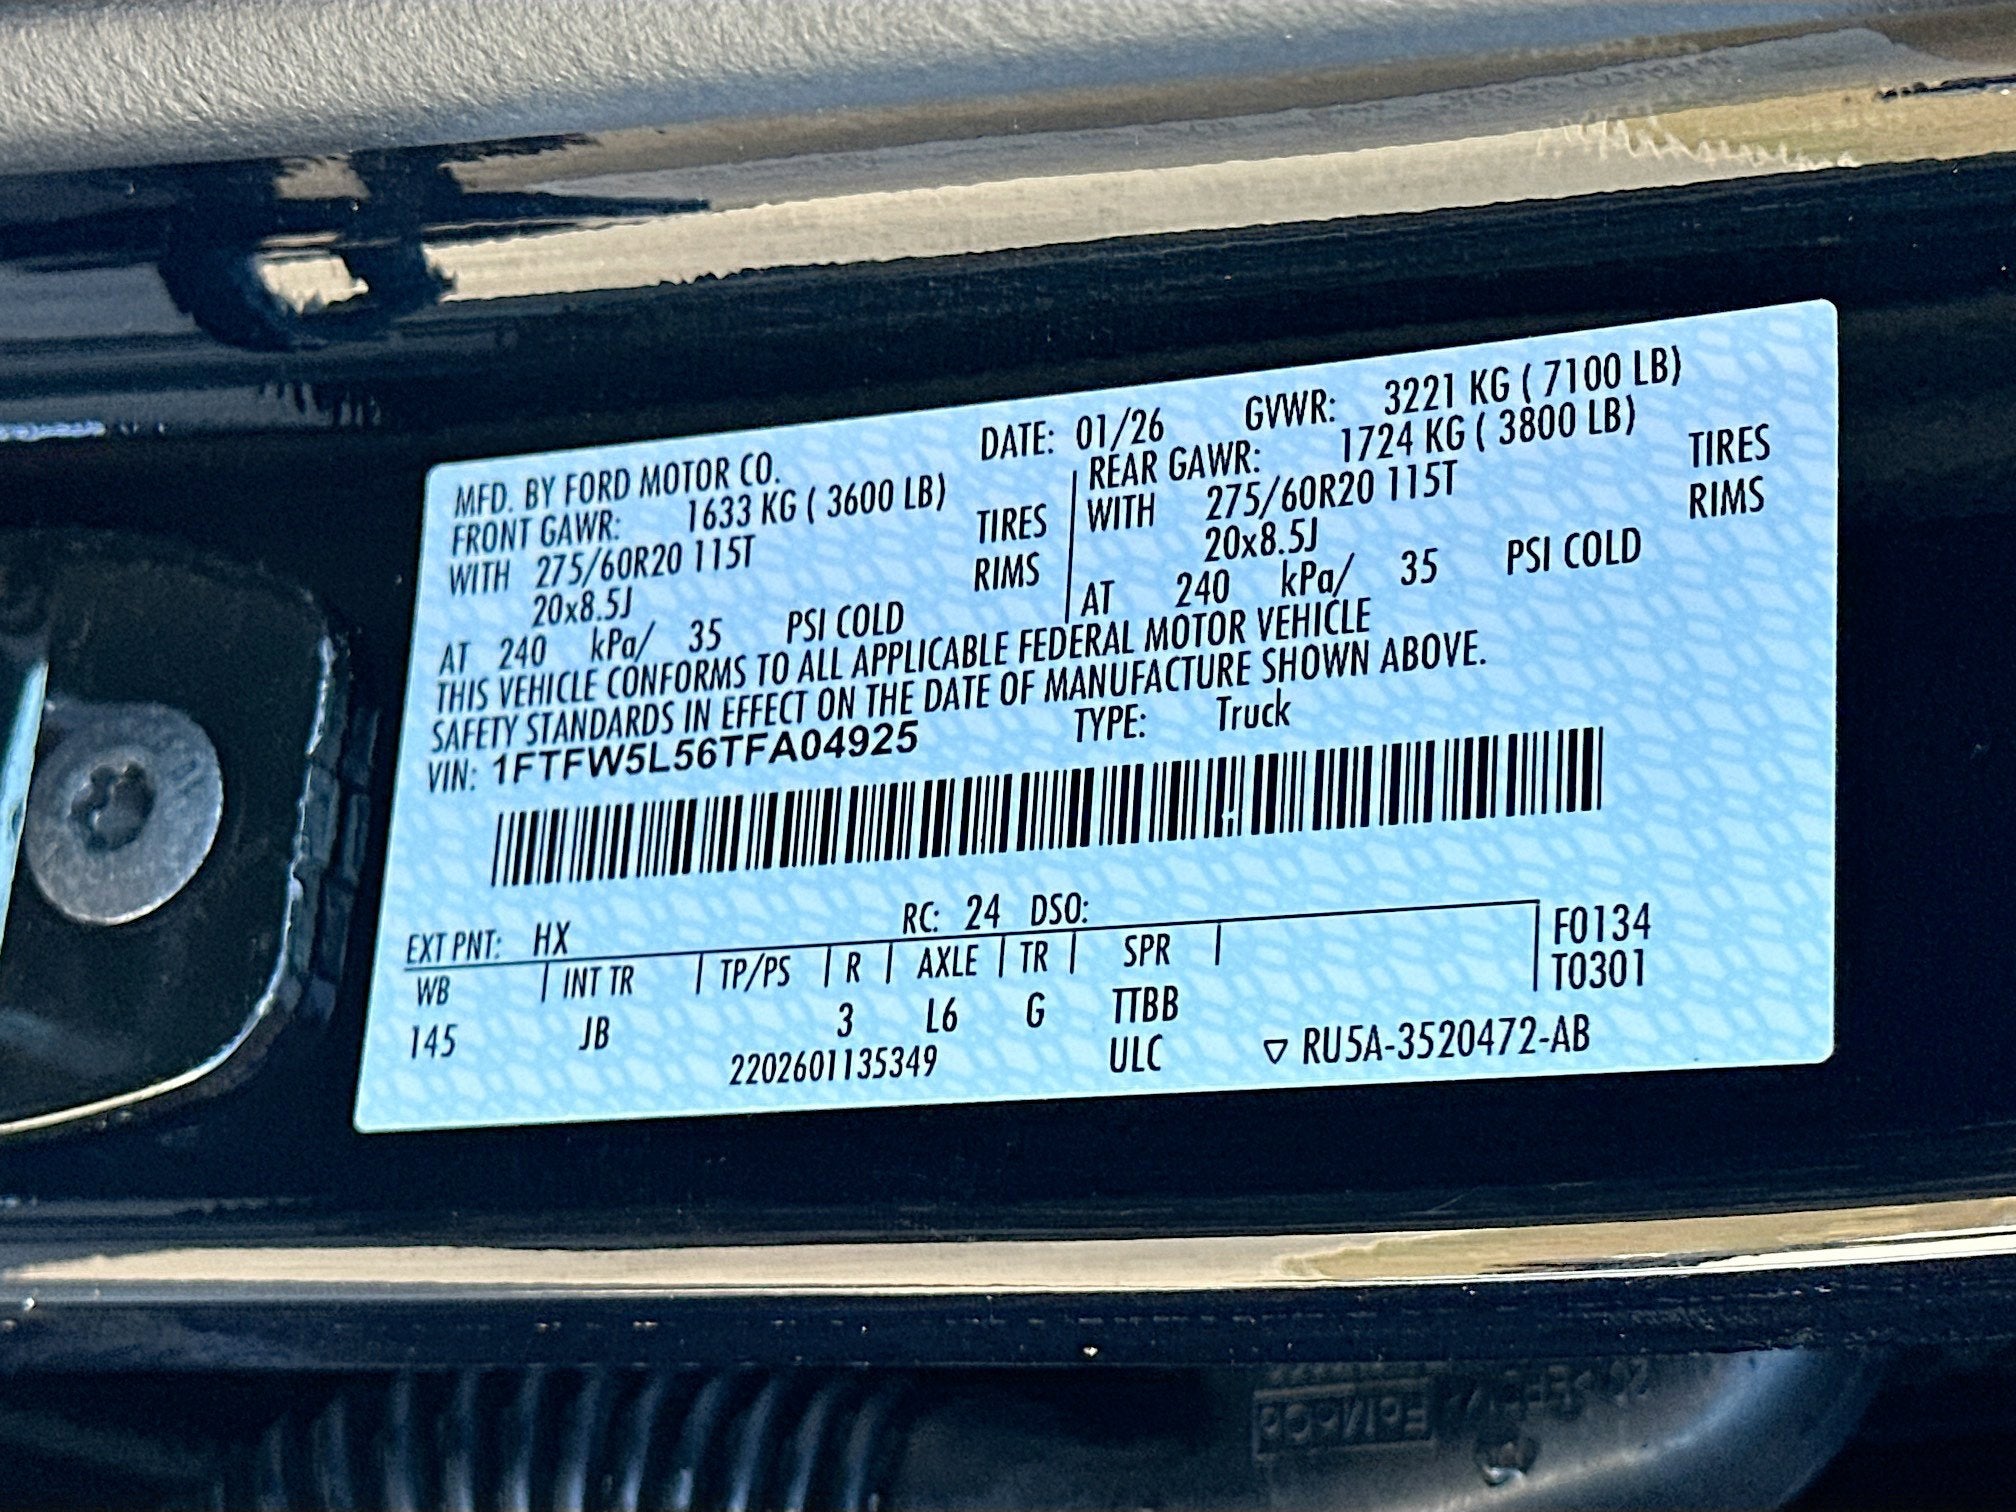 MFD. BY FORD MOTOR CO. DATE: 01/26 GVWR: 3221 KG ( 7100 LB)
FRONT GAWR: 1633 KG ( 3600 LB)
WITH 275/60R20 115T TIRES
20x8.5J RIMS
AT 240 kPa/ 35 PSI COLD
REAR GAWR: 1724 KG ( 3800 LB)
WITH 275/60R20 115T TIRES
20x8.5J RIMS
AT 240 kPa/ 35 PSI COLD
THIS VEHICLE CONFORMS TO ALL APPLICABLE FEDERAL MOTOR VEHICLE
SAFETY STANDARDS IN EFFECT ON THE DATE OF MANUFACTURE SHOWN ABOVE.
VIN: 1FTFW5L56TFA04925 TYPE: Truck
EXT PNT: HX RC: 24 DSO:
WB INT TR TP/PS R AXLE TR SPR F0134
145 JB 3 L6 G TTBB T0301
2202601135349 ULC ▽ RU5A-3520472-AB